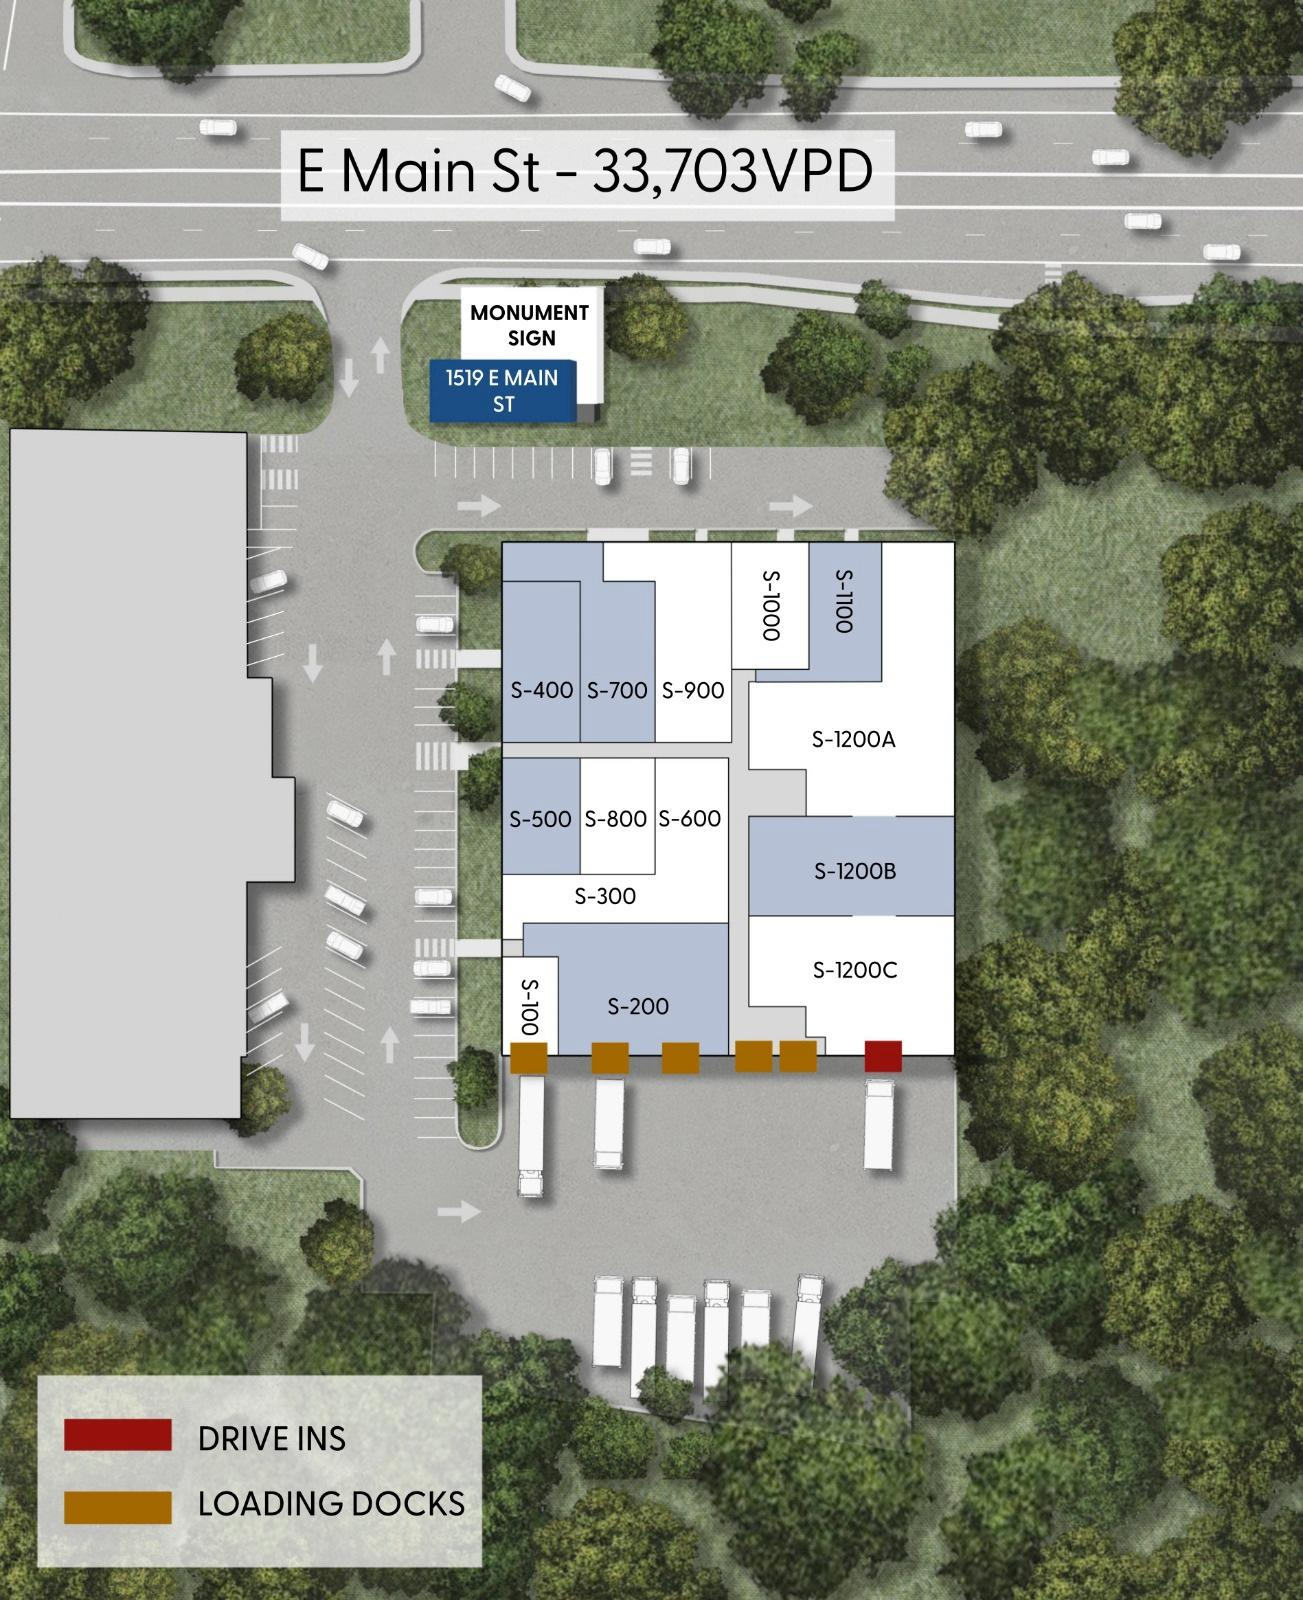 E Main St - 33,703VPD
MONUMENT
SIGN
1519 E MAIN
ST
S-1000
S-1100
S-400
S-700
S-900
S-1200A
S-500
S-800
S-600
S-1200B
S-300
S-1200C
S-100
S-200
DRIVE INS
LOADING DOCKS